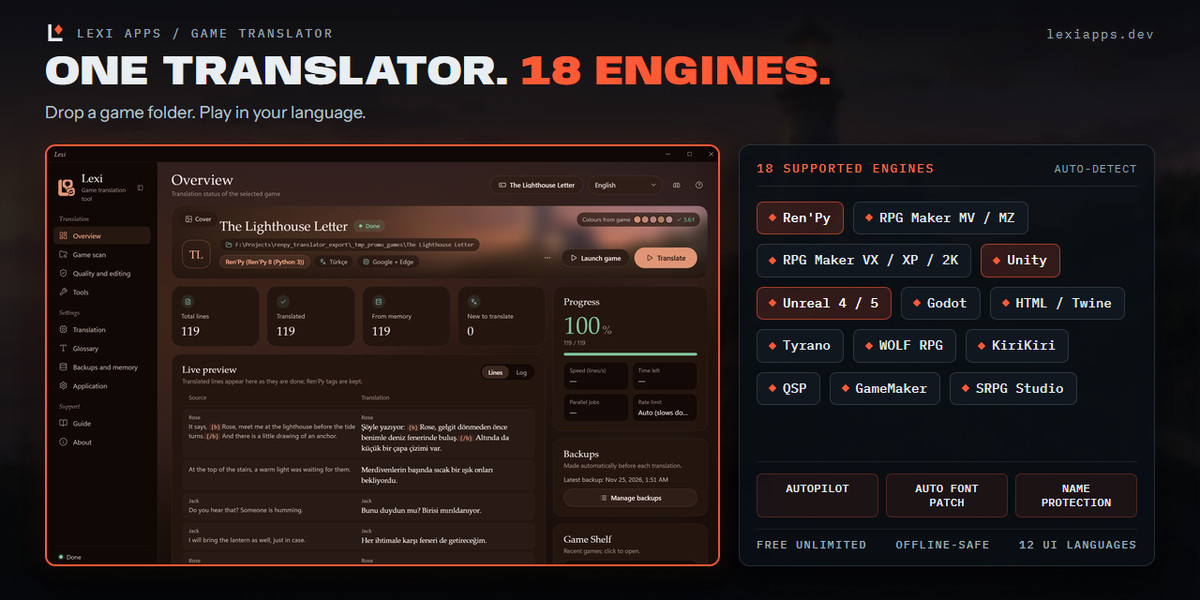 LEXI APPS / GAME TRANSLATOR
lexiapps.dev
ONE TRANSLATOR. 18 ENGINES.
Drop a game folder. Play in your language.
Lexi
Lexi
Game translation
tool
Translation
Overview
Game scan
Quality and editing
Tools
Settings
Translation
Glossary
Backups and memory
Application
Support
Guide
About
Done
Overview
Translation status of the selected game
The Lighthouse Letter
English
Cover
The Lighthouse Letter
Done
Colours from game
5.6:1
TL
F:\Projects\renpy_translator_export\_tmp_promo_games\The Lighthouse Letter
Ren'Py (Ren'Py 8 (Python 3))
Türkçe
Google + Edge
Launch game
Translate
Total lines
119
Translated
119
From memory
119
New to translate
0
Live preview
Translated lines appear here as they are done; Ren'Py tags are kept.
Lines
Log
Source
Translation
Rose
It says, {b} Rose, meet me at the lighthouse before the tide
turns. {/b} And there is a little drawing of an anchor.
Rose
Şöyle yazıyor: {b} Rose, gelgit dönmeden önce
benimle deniz fenerinde buluş. {/b} Altında da
küçük bir çapa çizimi var.
At the top of the stairs, a warm light was waiting for them.
Merdivenlerin başında sıcak bir ışık onları
bekliyordu.
Jack
Do you hear that? Someone is humming.
Jack
Bunu duydun mu? Birisi mırıldanıyor.
Jack
I will bring the lantern as well, just in case.
Jack
Her ihtimale karşı feneri de getireceğim.
Progress
100%
119 / 119
Speed (lines/s)
—
Time left
—
Parallel jobs
—
Rate limit
Auto (slows do...
Backups
Made automatically before each translation.
Latest backup: Nov 25, 2026, 1:51 AM
Manage backups
Game Shelf
Recent games; click to open.
18 SUPPORTED ENGINES
AUTO-DETECT
Ren'Py
RPG Maker MV / MZ
RPG Maker VX / XP / 2K
Unity
Unreal 4 / 5
Godot
HTML / Twine
Tyrano
WOLF RPG
KiriKiri
QSP
GameMaker
SRPG Studio
AUTOPILOT
AUTO FONT
PATCH
NAME
PROTECTION
FREE UNLIMITED
OFFLINE-SAFE
12 UI LANGUAGES